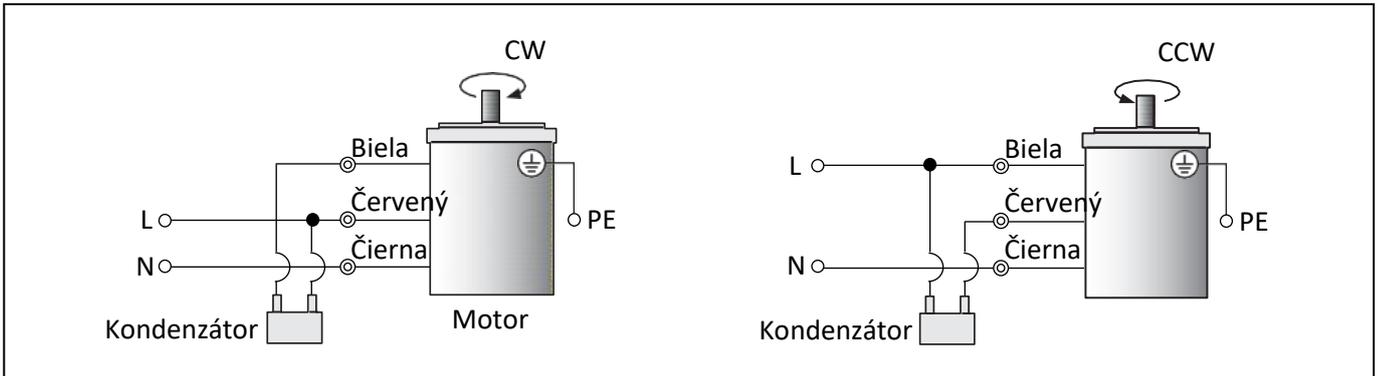 CW
Biela
L
Červený
PE
N
Čierna
Kondenzátor
Motor
CCW
L
Biela
Červený
PE
N
Čierna
Kondenzátor